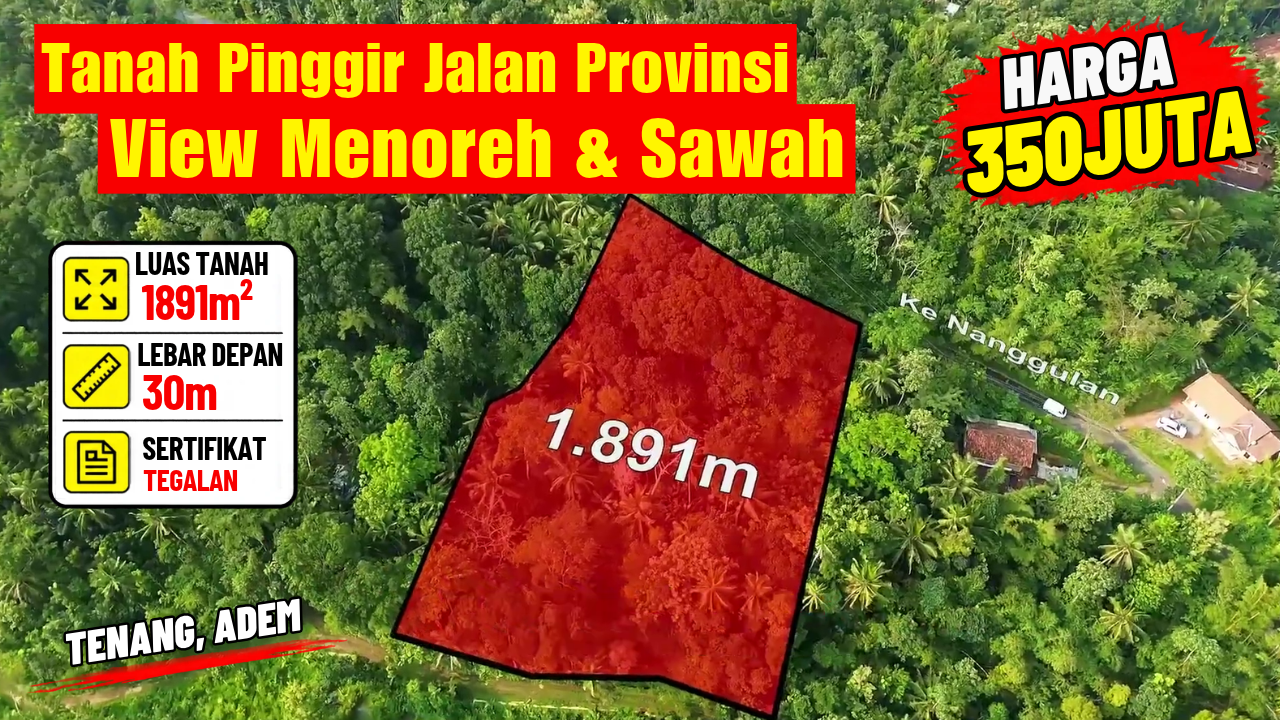 Tanah Pinggir Jalan Provinsi
View Menoreh & Sawah
HARGA
350JUTA
LUAS TANAH
1891m²
LEBAR DEPAN
30m
SERTIFIKAT
TEGALAN
Ke Nanggulan
1.891m
TENANG, ADEM